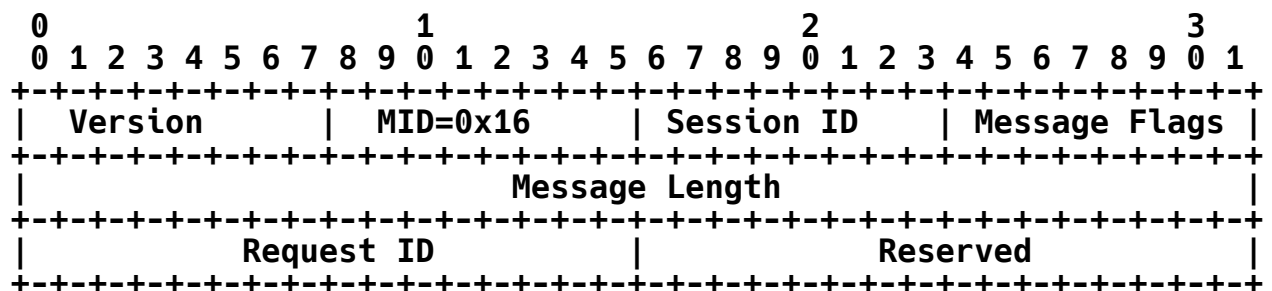 0                   1                   2                   3
 0 1 2 3 4 5 6 7 8 9 0 1 2 3 4 5 6 7 8 9 0 1 2 3 4 5 6 7 8 9 0 1
+-+-+-+-+-+-+-+-+-+-+-+-+-+-+-+-+-+-+-+-+-+-+-+-+-+-+-+-+-+-+-+-+
|  Version      |  MID=0x16     | Session ID    | Message Flags |
+-+-+-+-+-+-+-+-+-+-+-+-+-+-+-+-+-+-+-+-+-+-+-+-+-+-+-+-+-+-+-+-+
|                         Message Length                        |
+-+-+-+-+-+-+-+-+-+-+-+-+-+-+-+-+-+-+-+-+-+-+-+-+-+-+-+-+-+-+-+-+
|           Request ID          |            Reserved           |
+-+-+-+-+-+-+-+-+-+-+-+-+-+-+-+-+-+-+-+-+-+-+-+-+-+-+-+-+-+-+-+-+